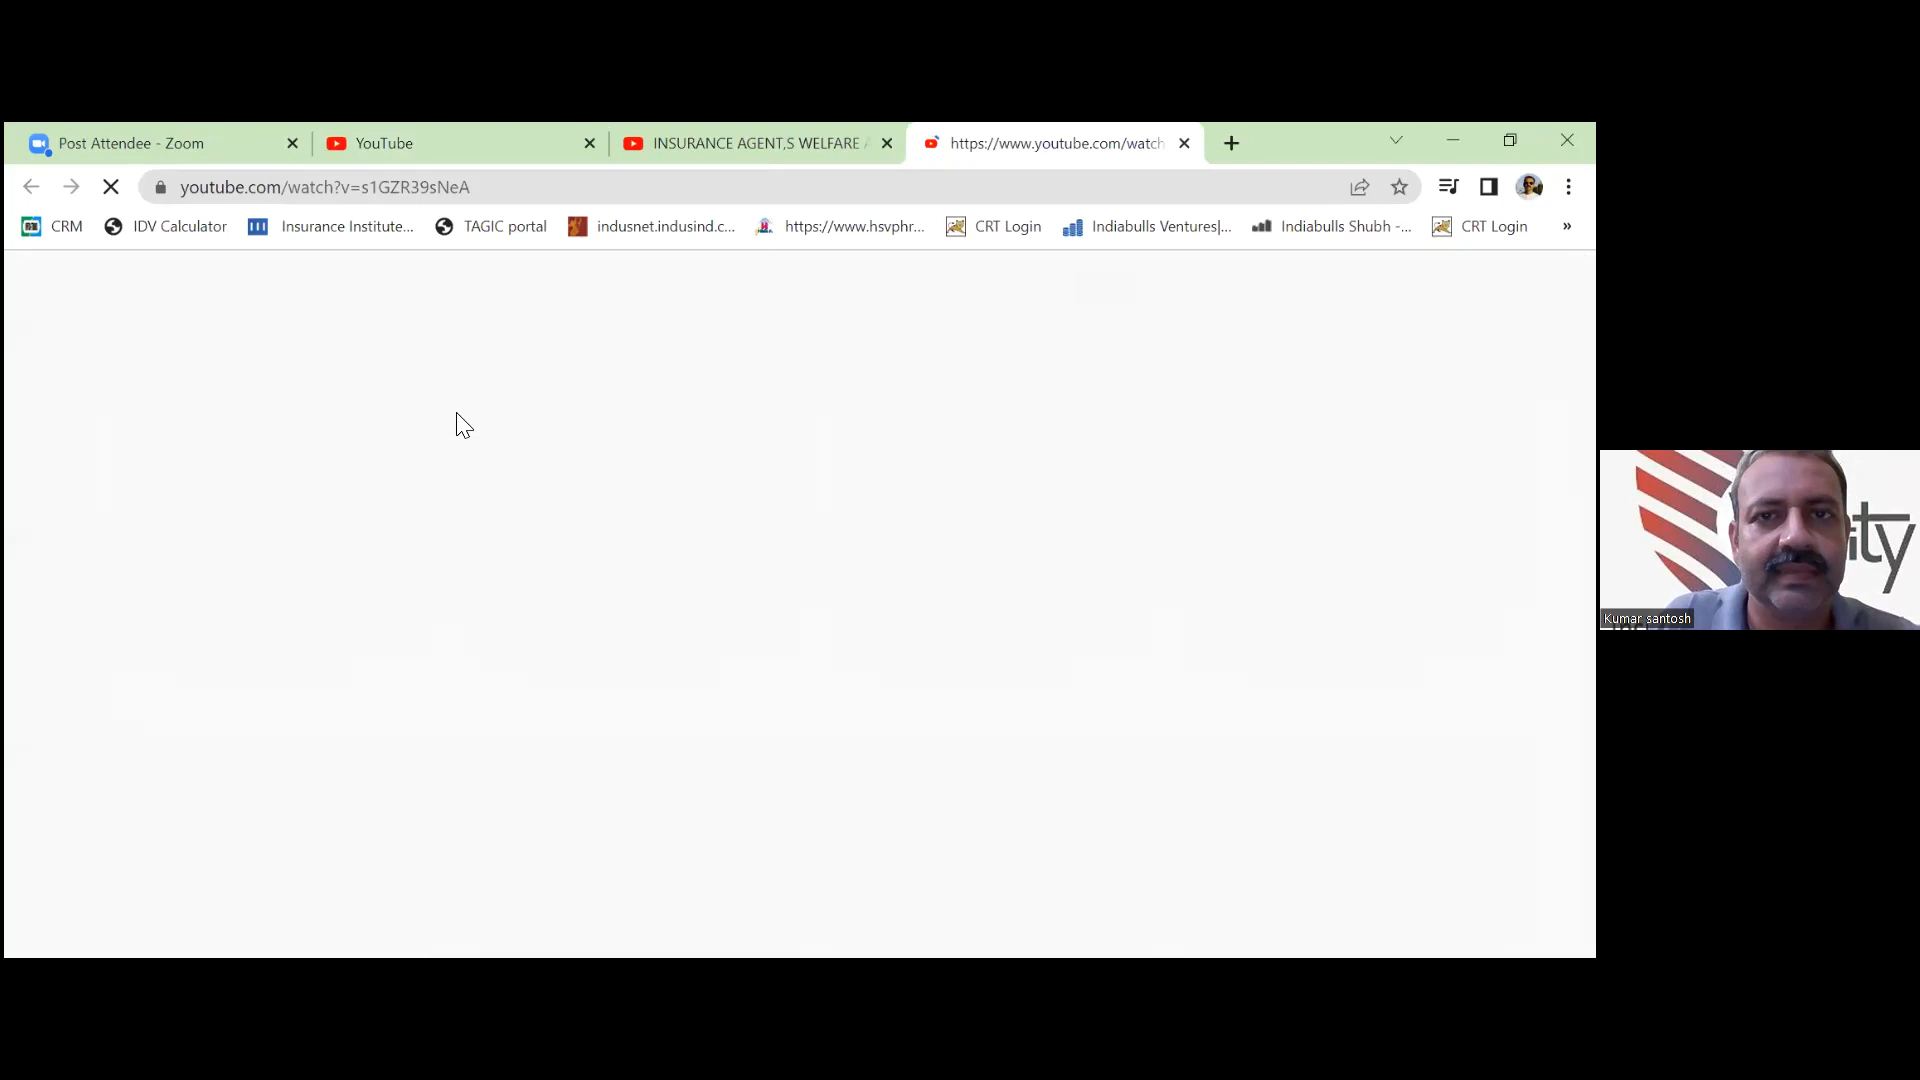 Post Attendee - Zoom
YouTube
INSURANCE AGENT,S WELFARE A
https://www.youtube.com/watch
youtube.com/watch?v=s1GZR39sNeA
CRM
IDV Calculator
Insurance Institute...
TAGIC portal
indusnet.indusind.c...
https://www.hsvphr...
CRT Login
Indiabulls Ventures|...
Indiabulls Shubh -...
CRT Login
»
ity
Kumar santosh